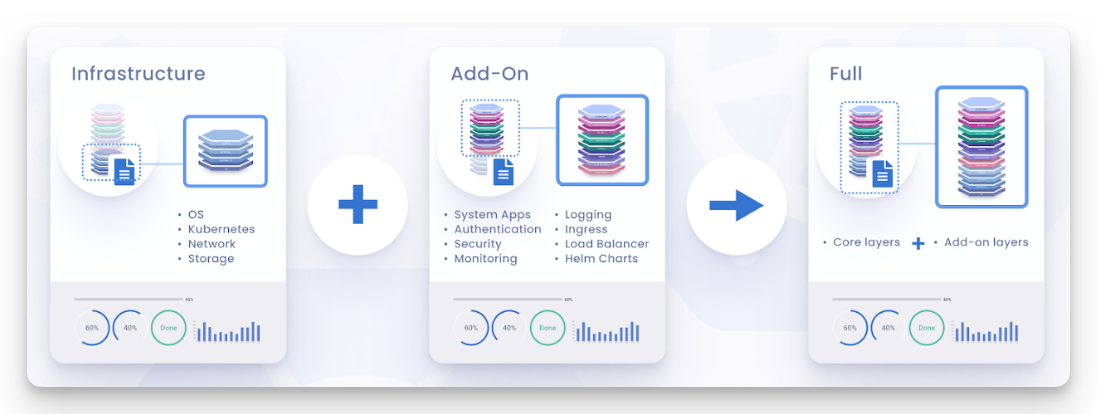 Infrastructure
• OS
• Kubernetes
• Network
• Storage
60%
60%
40%
Done
Add-On
• System Apps
• Authentication
• Security
• Monitoring
• Logging
• Ingress
• Load Balancer
• Helm Charts
60%
60%
40%
Done
Full
• Core layers + • Add-on layers
60%
60%
40%
Done